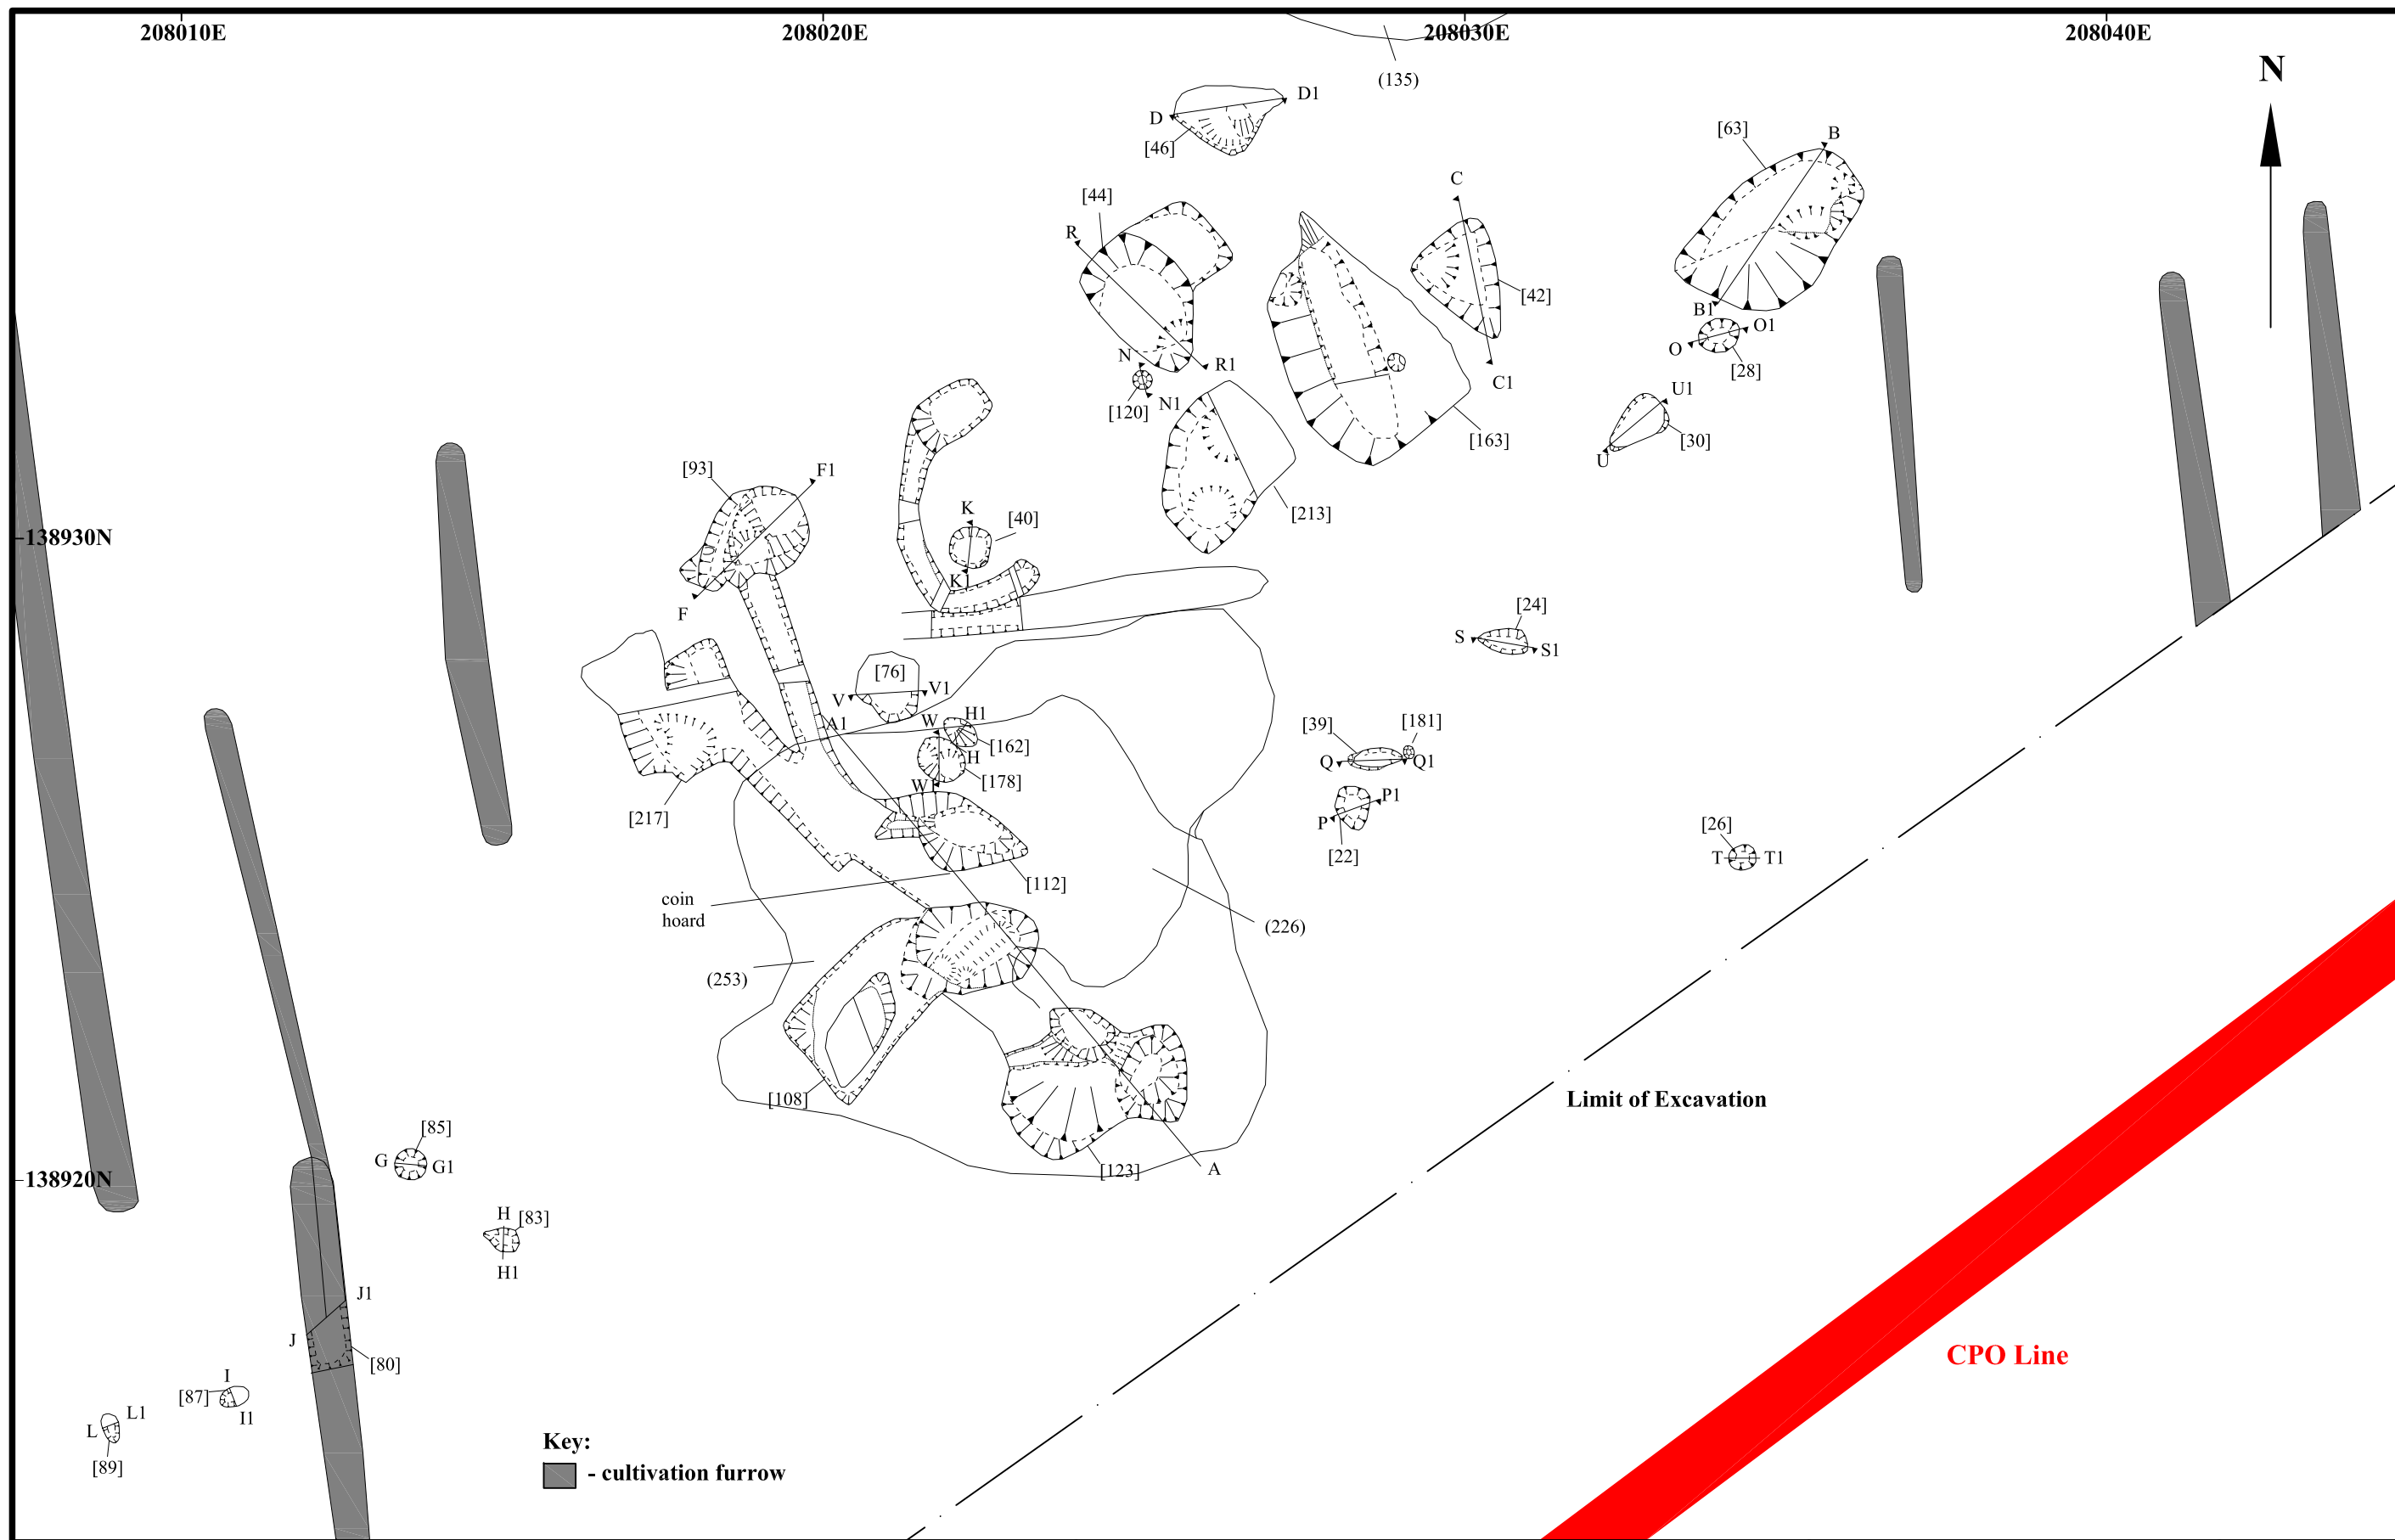 208010E
208020E
208030E
208040E
N
(135)
D
D1
[46]
[63]
B
C
[44]
R
[42]
B1
O1
O
[28]
N
R1
C1
[120]
N1
U1
[163]
[30]
U
[93]
F1
K
[40]
[213]
138930N
K1
F
[24]
S
S1
[76]
V
V1
A1
W
H1
[162]
H
[178]
W1
[39]
[181]
Q
Q1
P1
P
[22]
[217]
[26]
T
T1
[112]
coin
hoard
(226)
(253)
[108]
Limit of Excavation
[123]
A
[85]
G
G1
138920N
H
[83]
H1
J1
J
[80]
CPO Line
I
[87]
I1
L1
L
[89]
Key:
- cultivation furrow